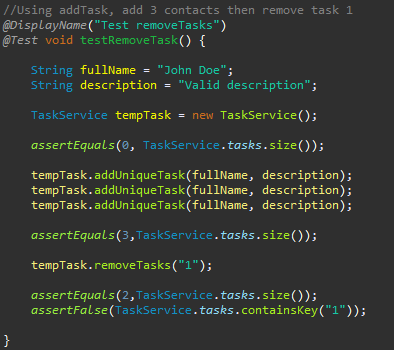 //Using addTask, add 3 contacts then remove task 1
@DisplayName("Test removeTasks")
@Test void testRemoveTask() {
String fullName = "John Doe";
String description = "Valid description";
TaskService tempTask = new TaskService();
assertEquals(0, TaskService.tasks.size());
tempTask.addUniqueTask(fullName, description);
tempTask.addUniqueTask(fullName, description);
tempTask.addUniqueTask(fullName, description);
assertEquals(3,TaskService.tasks.size());
tempTask.removeTasks("1");
assertEquals(2,TaskService.tasks.size());
assertFalse(TaskService.tasks.containsKey("1"));
}